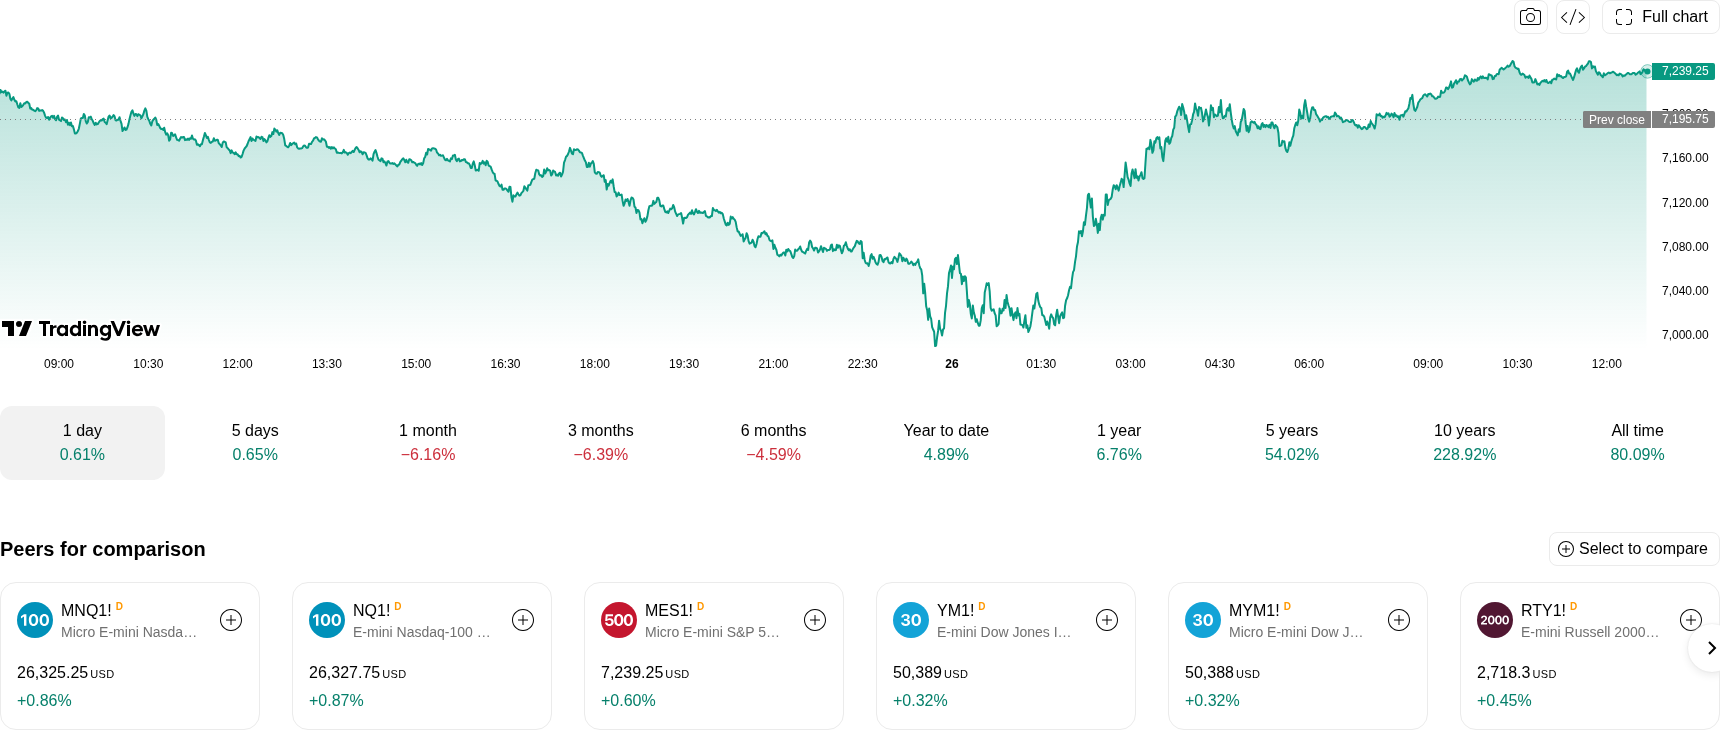 Full chart
7,239.25
Prev close 7,195.75
7,160.00
7,120.00
7,080.00
7,040.00
7,000.00
TradingView
09:00 10:30 12:00 13:30 15:00 16:30 18:00 19:30 21:00 22:30 26 01:30 03:00 04:30 06:00 09:00 10:30 12:00
1 day 5 days 1 month 3 months 6 months Year to date 1 year 5 years 10 years All time
0.61% 0.65% −6.16% −6.39% −4.59% 4.89% 6.76% 54.02% 228.92% 80.09%
Peers for comparison
Select to compare
100 MNQ1! D
Micro E-mini Nasda…
26,325.25 USD
+0.86%
100 NQ1! D
E-mini Nasdaq-100 …
26,327.75 USD
+0.87%
500 MES1! D
Micro E-mini S&P 5…
7,239.25 USD
+0.60%
30 YM1! D
E-mini Dow Jones I…
50,389 USD
+0.32%
30 MYM1! D
Micro E-mini Dow J…
50,388 USD
+0.32%
2000 RTY1! D
E-mini Russell 2000…
2,718.3 USD
+0.45%